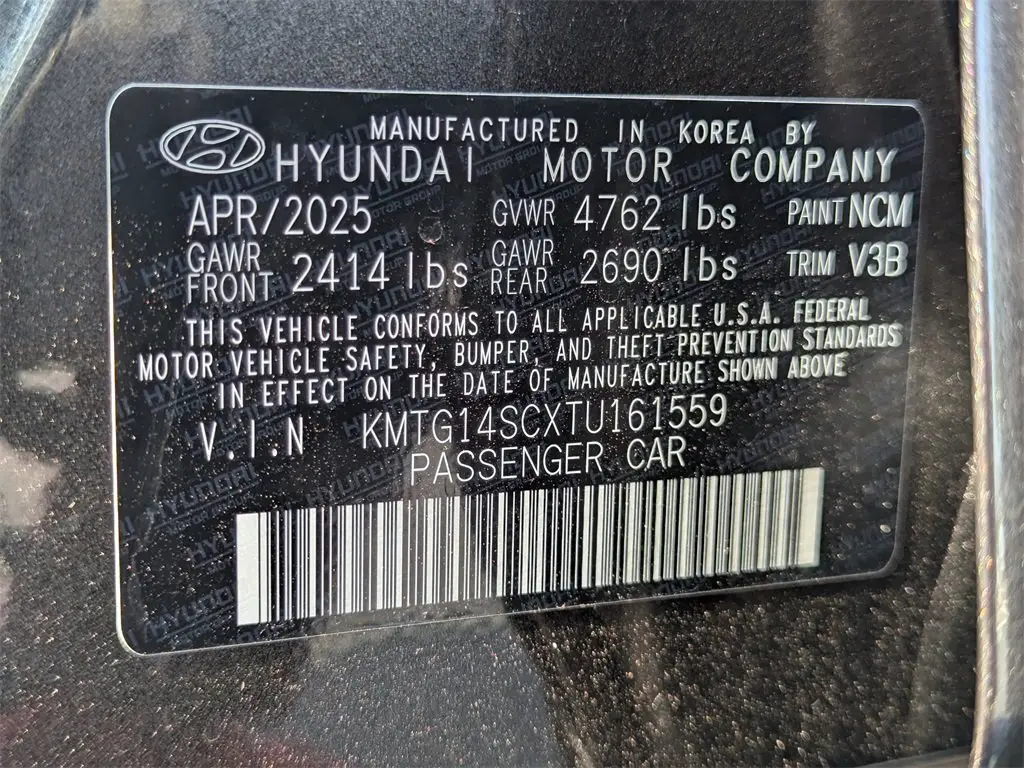 MANUFACTURED IN KOREA BY
HYUNDAI MOTOR COMPANY
APR/2025 GVWR 4762 lbs PAINT NCM
GAWR FRONT 2414 lbs GAWR REAR 2690 lbs TRIM V3B
THIS VEHICLE CONFORMS TO ALL APPLICABLE U.S.A. FEDERAL
MOTOR VEHICLE SAFETY, BUMPER, AND THEFT PREVENTION STANDARDS
IN EFFECT ON THE DATE OF MANUFACTURE SHOWN ABOVE
V.I.N KMTG14SCXTU161559
PASSENGER CAR